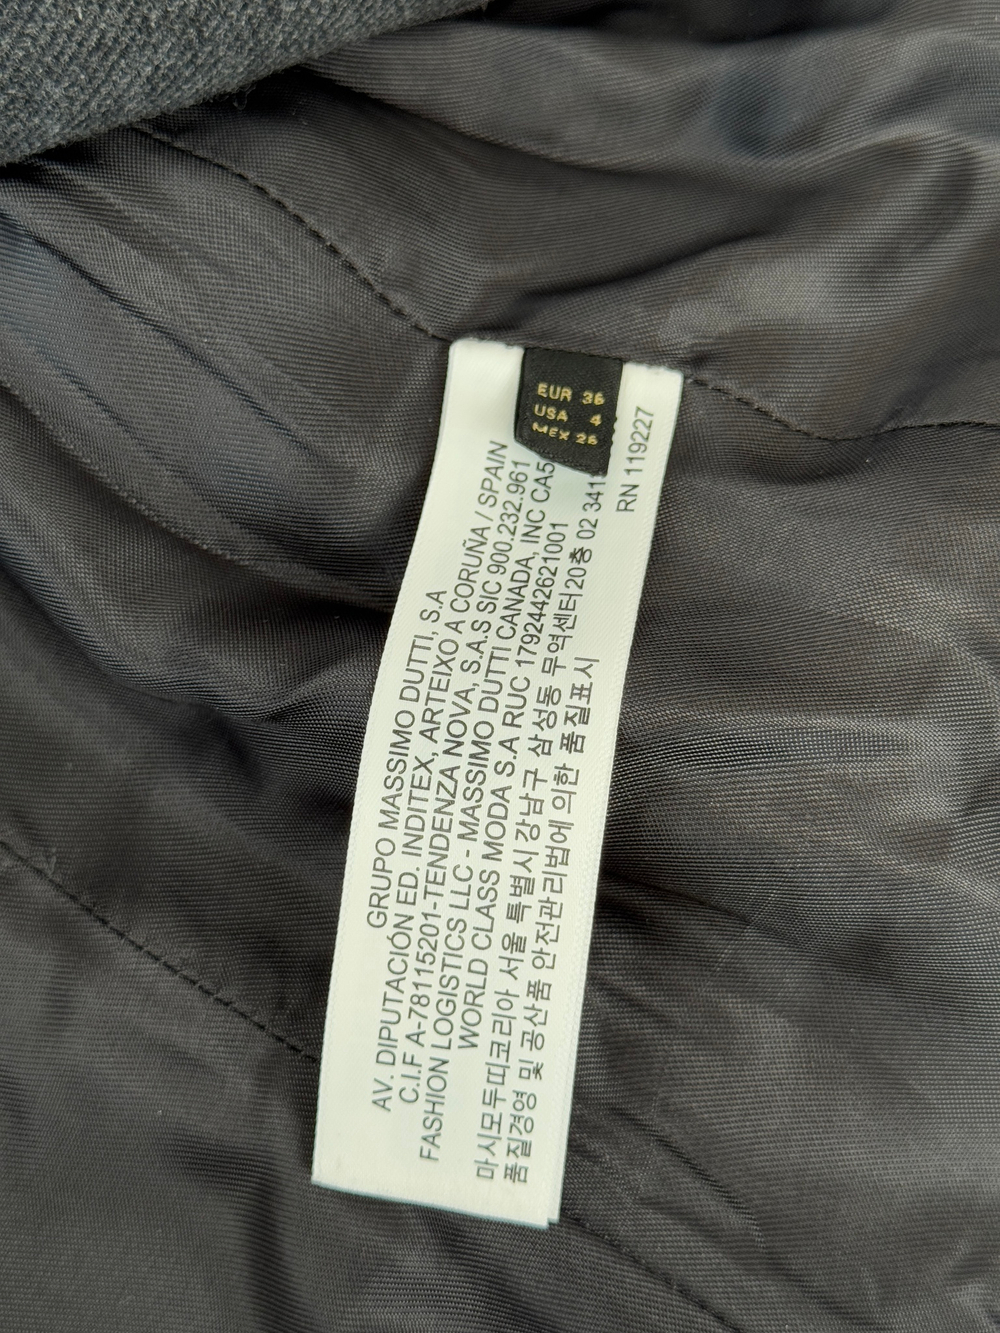 EUR 36
USA 4
MEX 26
GRUPO MASSIMO DUTTI, S.A
AV. DIPUTACIÓN ED. INDITEX, ARTEIXO A CORUÑA / SPAIN
C.I.F A-78115201-TENDENZA NOVA, S.A.S SIC 900.232.961
FASHION LOGISTICS LLC - MASSIMO DUTTI CANADA, INC CA5
WORLD CLASS MODA S.A RUC 1792442621001
마시모두띠코리아 서울 특별시 강남구 삼성동 무역센터20층 02 341
품질경영 및 공산품 안전관리법에 의한 품질표시
RN 119227